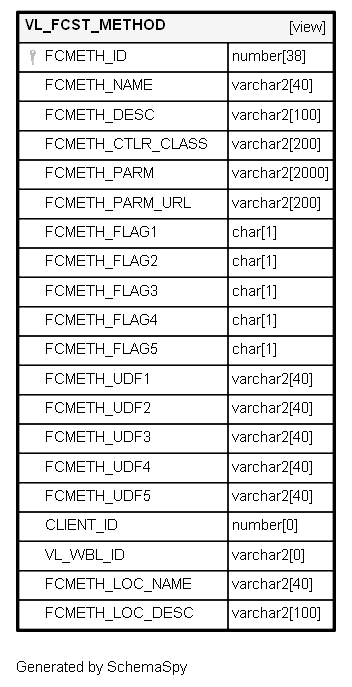 VL_FCST_METHOD [view]
FCMETH_ID number[38]
FCMETH_NAME varchar2[40]
FCMETH_DESC varchar2[100]
FCMETH_CTLR_CLASS varchar2[200]
FCMETH_PARM varchar2[2000]
FCMETH_PARM_URL varchar2[200]
FCMETH_FLAG1 char[1]
FCMETH_FLAG2 char[1]
FCMETH_FLAG3 char[1]
FCMETH_FLAG4 char[1]
FCMETH_FLAG5 char[1]
FCMETH_UDF1 varchar2[40]
FCMETH_UDF2 varchar2[40]
FCMETH_UDF3 varchar2[40]
FCMETH_UDF4 varchar2[40]
FCMETH_UDF5 varchar2[40]
CLIENT_ID number[0]
VL_WBL_ID varchar2[0]
FCMETH_LOC_NAME varchar2[40]
FCMETH_LOC_DESC varchar2[100]
Generated by SchemaSpy